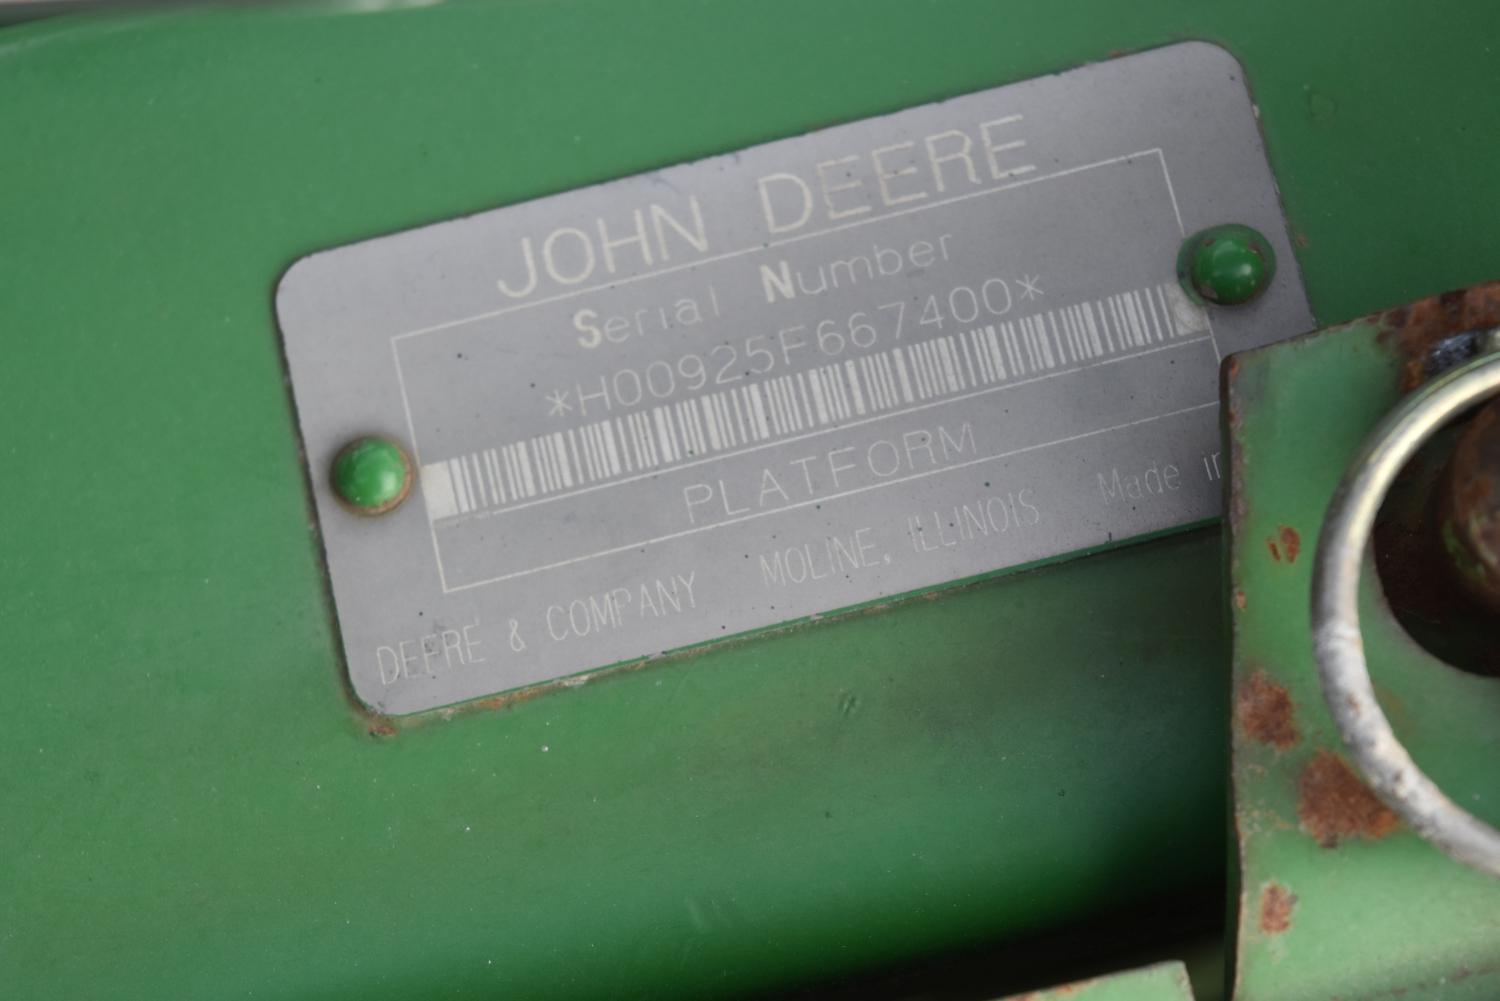 JOHN DEERE
Serial Number
*H00925F667400*
PLATFORM
DEERE & COMPANY MOLINE, ILLINOIS Made in